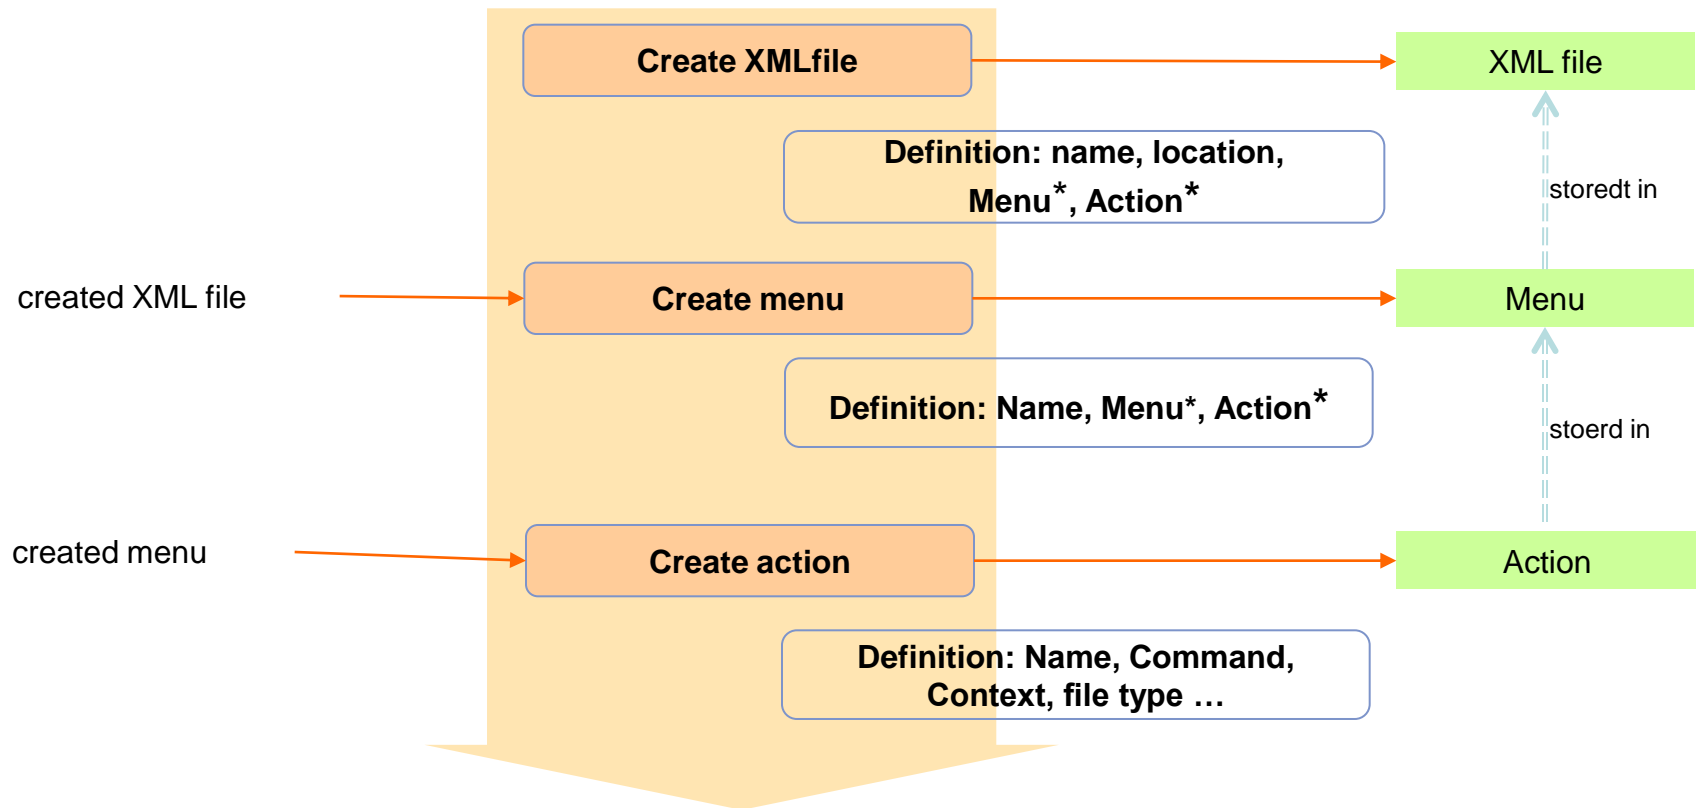 Create XMLfile
XML file
Definition: name, location,
Menu*, Action*
storedt in
created XML file
Create menu
Menu
Definition: Name, Menu*, Action*
stoerd in
created menu
Create action
Action
Definition: Name, Command,
Context, file type …